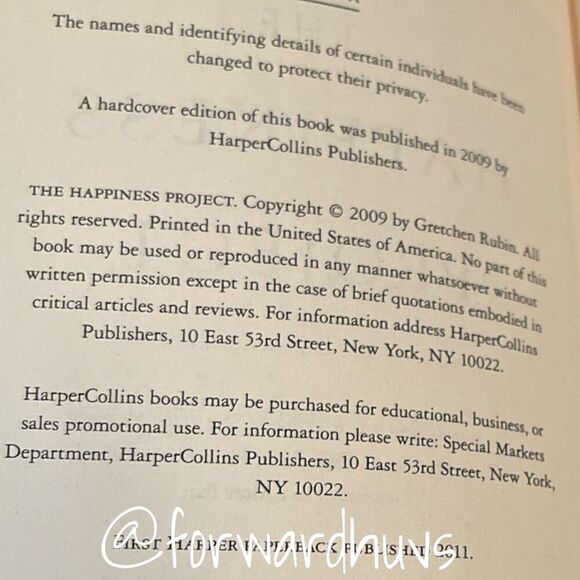 The names and identifying details of certain individuals have been
changed to protect their privacy.
A hardcover edition of this book was published in 2009 by
HarperCollins Publishers.
THE HAPPINESS PROJECT. Copyright © 2009 by Gretchen Rubin. All
rights reserved. Printed in the United States of America. No part of this
book may be used or reproduced in any manner whatsoever without
written permission except in the case of brief quotations embodied in
critical articles and reviews. For information address HarperCollins
Publishers, 10 East 53rd Street, New York, NY 10022.
HarperCollins books may be purchased for educational, business, or
sales promotional use. For information please write: Special Markets
Department, HarperCollins Publishers, 10 East 53rd Street, New York,
NY 10022.
FIRST HARPER PAPERBACK PUBLISHED 2011.
@forwardhuvs